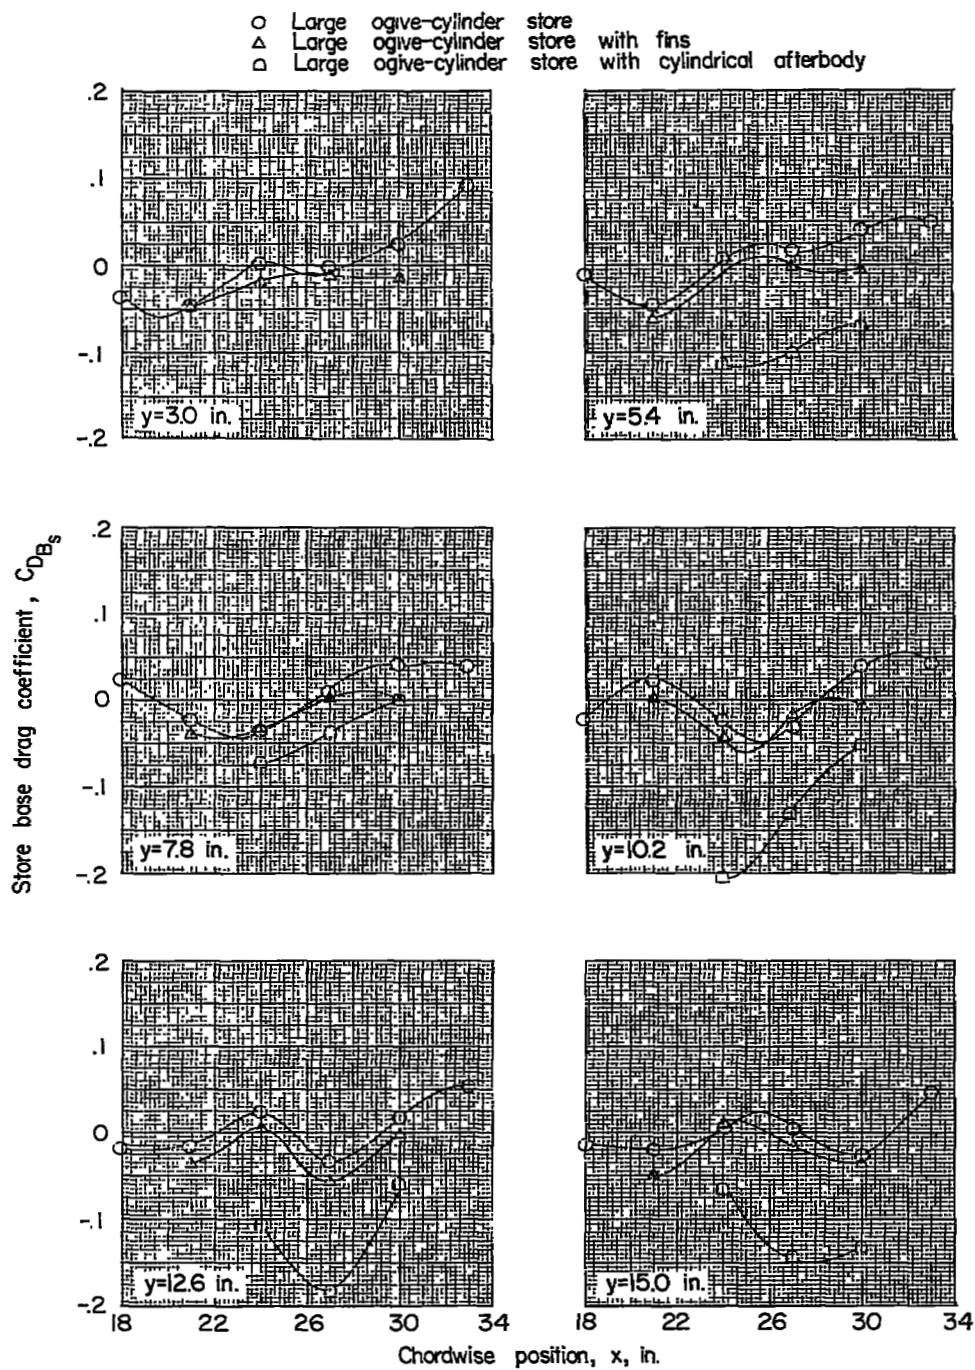 Large ogive-cylinder store
Large ogive-cylinder store with fins
Large ogive-cylinder store with cylindrical afterbody
.2
.1
0
-.1
-.2
y=3.0 in.
y=5.4 in.
.2
.1
0
-.1
-.2
y=7.8 in.
y=10.2 in.
Store base drag coefficient, CDBs
.2
.1
0
-.1
-.2
y=12.6 in.
y=15.0 in.
18 22 26 30 34 18 22 26 30 34
Chordwise position, x, in.